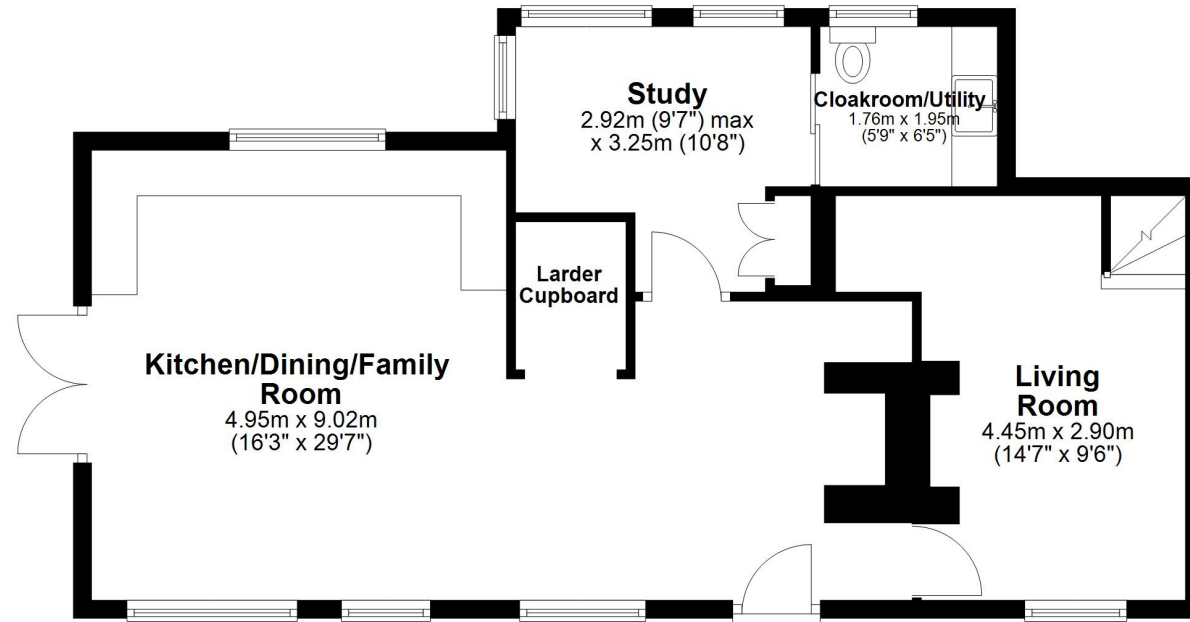 Study
2.92m (9'7") max
x 3.25m (10'8")
Cloakroom/Utility
1.76m x 1.95m
(5'9" x 6'5")
Larder
Cupboard
Kitchen/Dining/Family
Room
4.95m x 9.02m
(16'3" x 29'7")
Living
Room
4.45m x 2.90m
(14'7" x 9'6")